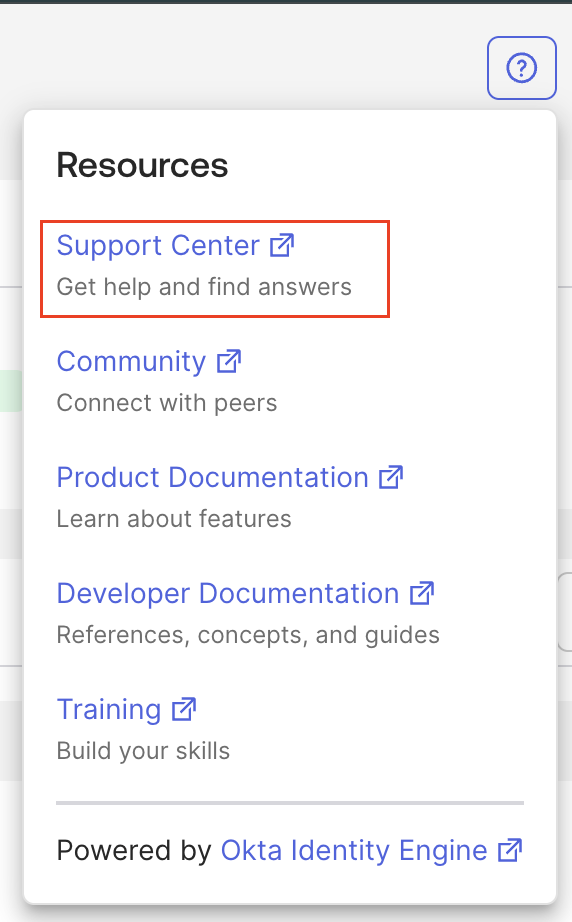 Resources
Support Center
Get help and find answers
Community
Connect with peers
Product Documentation
Learn about features
Developer Documentation
References, concepts, and guides
Training
Build your skills
Powered by Okta Identity Engine